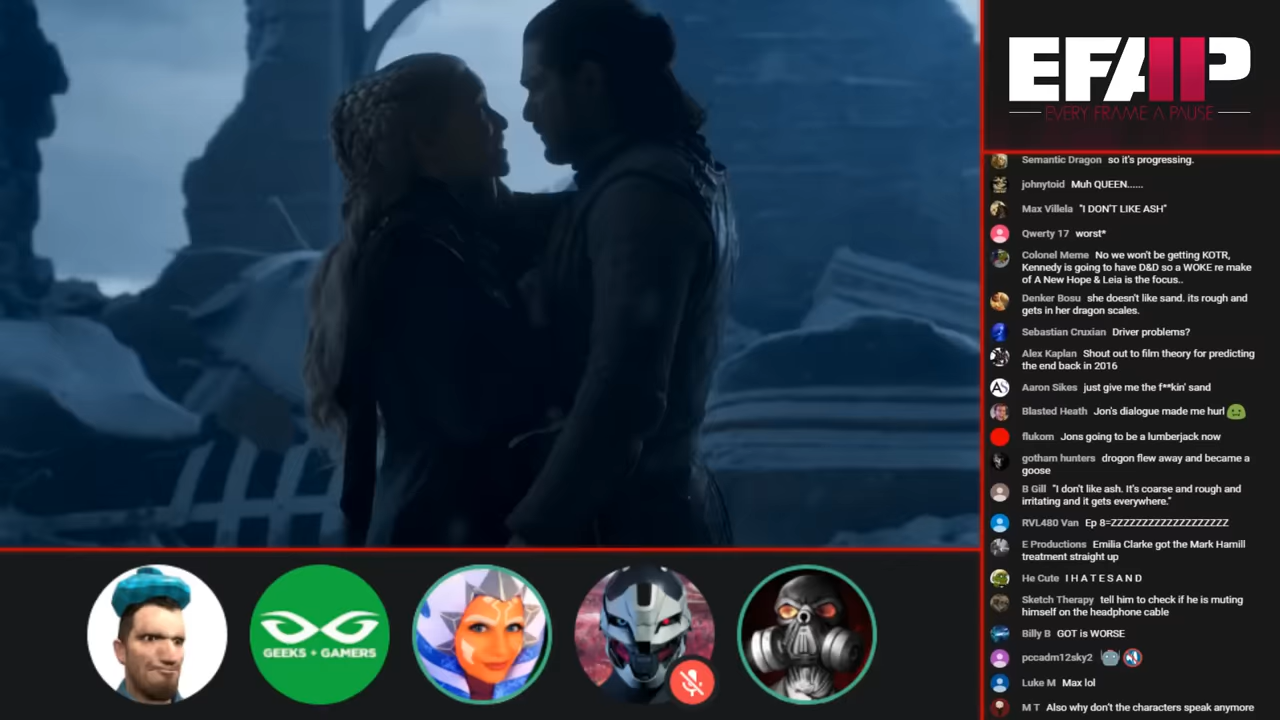 EFAP
EVERY FRAME A PAUSE
Semantic Dragon so it's progressing.
johnytoid Muh QUEEN......
Max Villela "I DON'T LIKE ASH"
Qwerty 17 worst*
Colonel Meme No we won't be getting KOTR,
Kennedy is going to have D&D so a WOKE re make
of A New Hope & Leia is the focus..
Denker Bosu she doesn't like sand. its rough and
gets in her dragon scales.
Sebastian Cruxian Driver problems?
Alex Kaplan Shout out to film theory for predicting
the end back in 2016
Aaron Sikes just give me the f**kin' sand
Blasted Heath Jon's dialogue made me hurl
flukom Jons going to be a lumberjack now
gotham hunters drogon flew away and became a
goose
B Gill "I don't like ash. It's coarse and rough and
irritating and it gets everywhere."
RVL480 Van Ep 8=ZZZZZZZZZZZZZZZZZZZZ
E Productions Emilia Clarke got the Mark Hamill
treatment straight up
He Cute I H A T E S A N D
Sketch Therapy tell him to check if he is muting
himself on the headphone cable
Billy B GOT is WORSE
pccadm12sky2
Luke M Max lol
M T Also why don't the characters speak anymore
GEEKS + GAMERS
AS